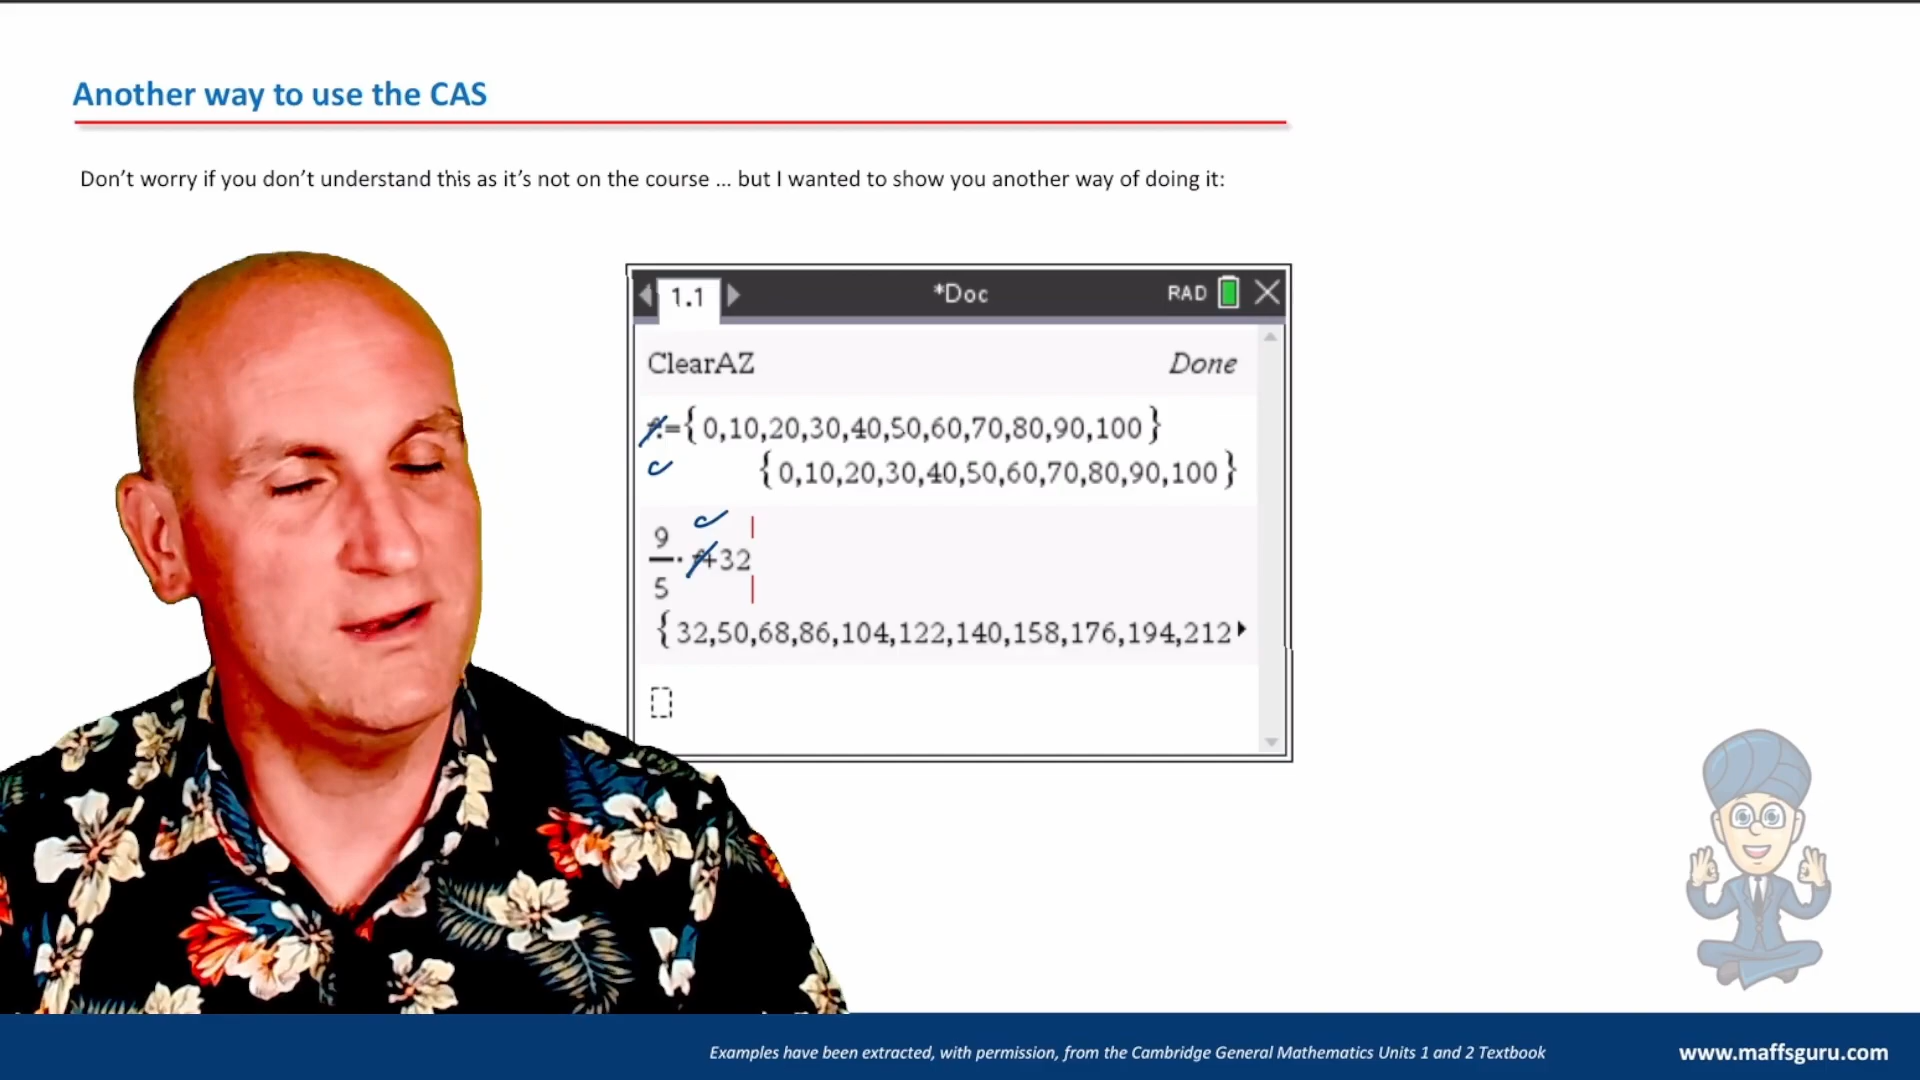 Another way to use the CAS
Don't worry if you don't understand this as it's not on the course ... but I wanted to show you another way of doing it:
1.1 *Doc RAD
ClearAZ Done
:={0,10,20,30,40,50,60,70,80,90,100}
c {0,10,20,30,40,50,60,70,80,90,100}
c
9/5· +32
{32,50,68,86,104,122,140,158,176,194,212
Examples have been extracted, with permission, from the Cambridge General Mathematics Units 1 and 2 Textbook
www.maffsguru.com